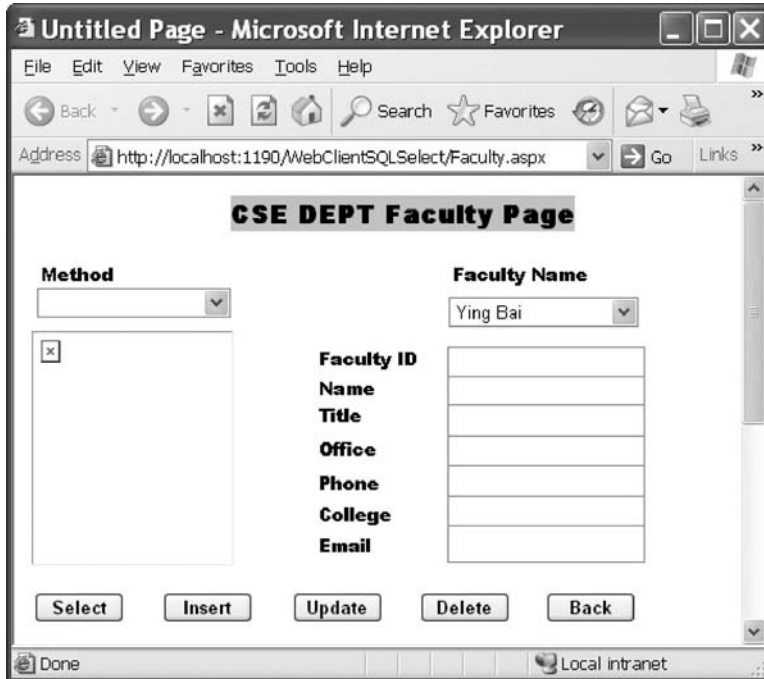 Untitled Page - Microsoft Internet Explorer
File Edit View Favorites Tools Help
Back Search Favorites »
Address http://localhost:1190/WebClientSQLSelect/Faculty.aspx Go Links »
CSE DEPT Faculty Page
Method Faculty Name
Ying Bai
Faculty ID
Name
Title
Office
Phone
College
Email
Select Insert Update Delete Back
Done Local intranet